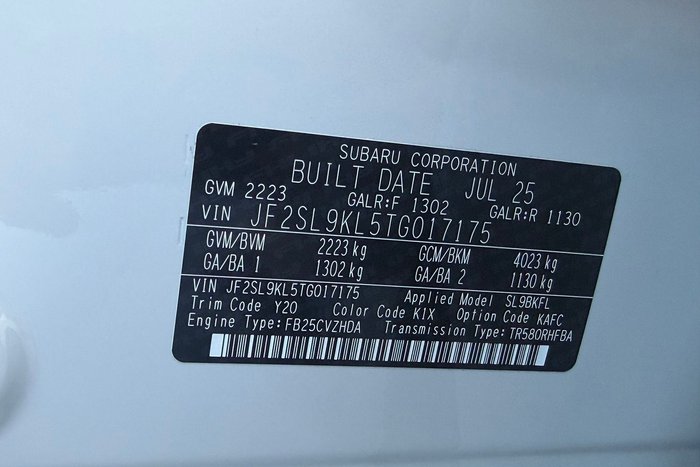 SUBARU CORPORATION
BUILT DATE JUL 25
GVM 2223 GALR:F 1302 GALR:R 1130
VIN JF2SL9KL5TG017175
GVM/BVM 2223 kg GCM/BKM 4023 kg
GA/BA 1 1302 kg GA/BA 2 1130 kg
VIN JF2SL9KL5TG017175 Applied Model SL9BKFL
Trim Code Y20 Color Code K1X Option Code KAFC
Engine Type: FB25CVZHDA Transmission Type: TR580RHFBA